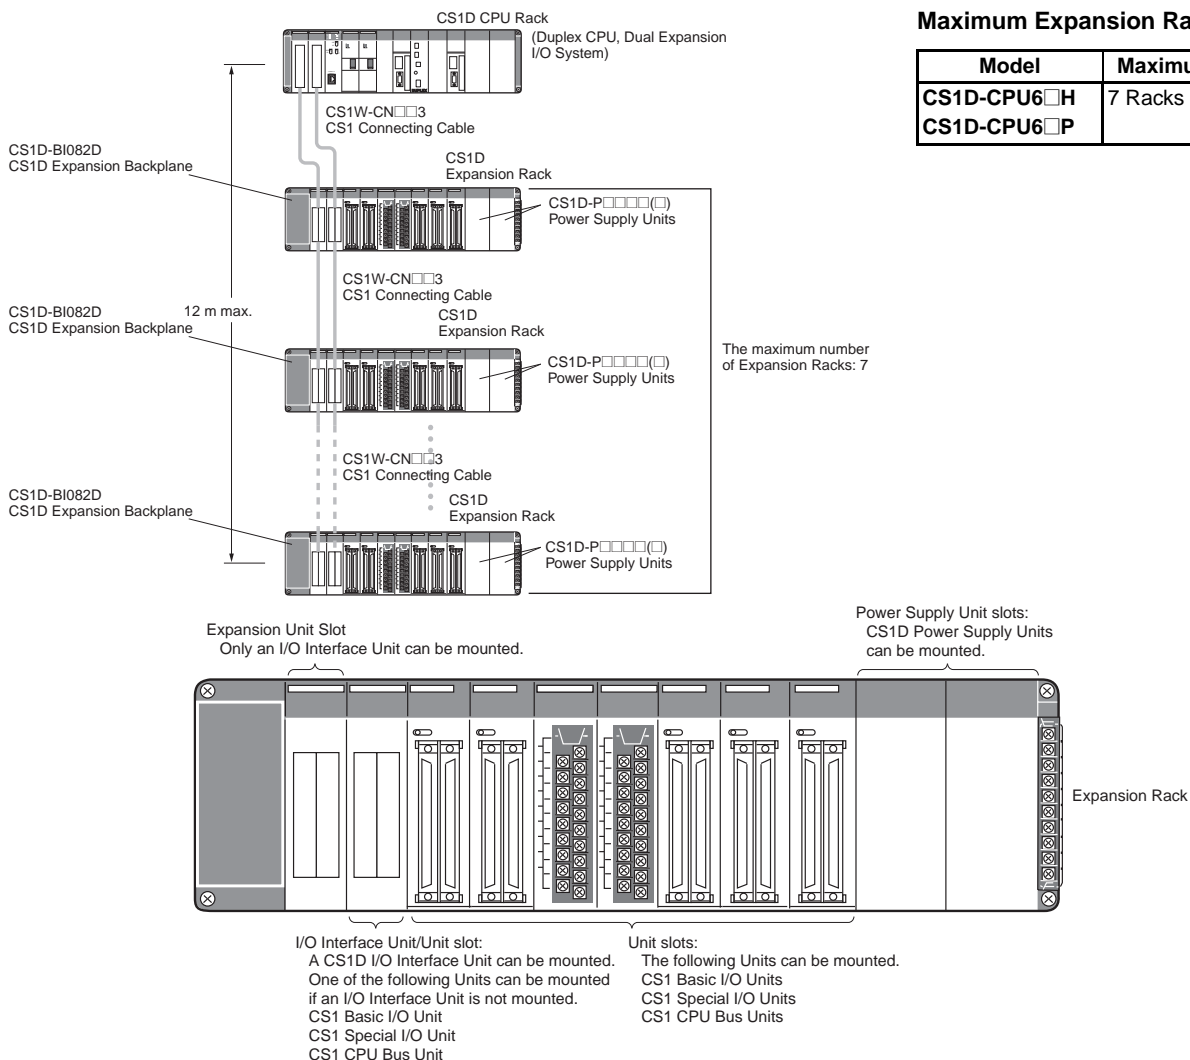 CS1D CPU Rack
(Duplex CPU, Dual Expansion
I/O System)
Maximum Expansion Ra
Model
Maximu
CS1D-CPU6□H
7 Racks
CS1D-CPU6□P
CS1W-CN□□3
CS1 Connecting Cable
CS1D-BI082D
CS1D Expansion Backplane
CS1D
Expansion Rack
CS1D-P□□□□(□)
Power Supply Units
CS1W-CN□□3
CS1 Connecting Cable
CS1D-BI082D
CS1D Expansion Backplane
12 m max.
CS1D
Expansion Rack
CS1D-P□□□□(□)
Power Supply Units
The maximum number
of Expansion Racks: 7
CS1W-CN□□3
CS1 Connecting Cable
CS1D-BI082D
CS1D Expansion Backplane
CS1D
Expansion Rack
CS1D-P□□□□(□)
Power Supply Units
Expansion Unit Slot
Only an I/O Interface Unit can be mounted.
Power Supply Unit slots:
CS1D Power Supply Units
can be mounted.
Expansion Rack
I/O Interface Unit/Unit slot:
A CS1D I/O Interface Unit can be mounted.
One of the following Units can be mounted
if an I/O Interface Unit is not mounted.
CS1 Basic I/O Unit
CS1 Special I/O Unit
CS1 CPU Bus Unit
Unit slots:
The following Units can be mounted.
CS1 Basic I/O Units
CS1 Special I/O Units
CS1 CPU Bus Units